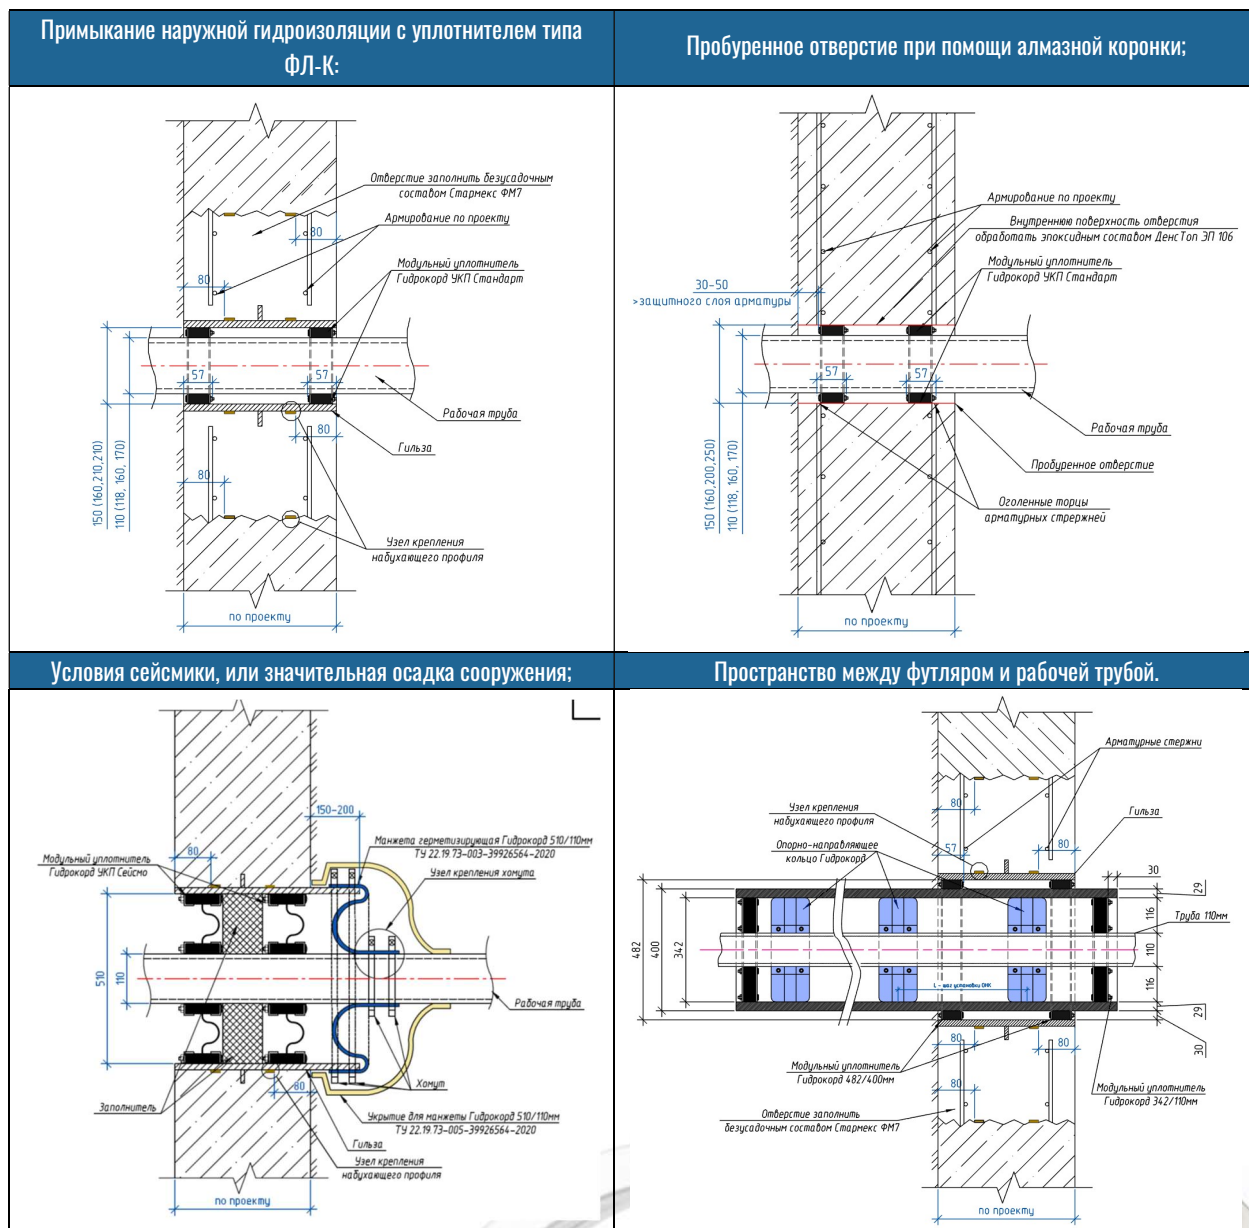 Примыкание наружной гидроизоляции с уплотнителем типа
ФЛ-К:
Отверстие заполнить безусадочным
составом Стармекс ФМ7
Армирование по проекту
80
Модульный уплотнитель
Гидрокорд УКП Стандарт
80
57
57
Рабочая труба
80
Гильза
80
150 (160,210,210)
110 (118, 160, 170)
Узел крепления
набухающего профиля
по проекту
Пробуренное отверстие при помощи алмазной коронки;
Армирование по проекту
Внутреннюю поверхность отверстия
обработать эпоксидным составом ДенсТоп ЭП 106
Модульный уплотнитель
Гидрокорд УКП Стандарт
30-50
>защитного слоя арматуры
57
57
Рабочая труба
150 (160,200,250)
110 (118, 160, 170)
Пробуренное отверстие
Оголенные торцы
арматурных стрержней
по проекту
Условия сейсмики, или значительная осадка сооружения;
150-200
Манжета герметизирующая Гидрокорд 510/110мм
ТУ 22.19.73-003-39926564-2020
80
Модульный уплотнитель
Гидрокорд УКП Сейсмо
Узел крепления хомута
510
110
Рабочая труба
Хомут
80
Заполнитель
Укрытие для манжеты Гидрокорд 510/110мм
ТУ 22.19.73-005-39926564-2020
Гильза
Узел крепления
набухающего профиля
по проекту
Пространство между футляром и рабочей трубой.
Арматурные стержни
80
Узел крепления
набухающего профиля
Гильза
Опорно-направляющее
кольцо Гидрокорд
57
80
30
29
116
Труба 110мм
482
400
342
110
L - шаг установки ОНК
116
29
30
80
80
Модульный уплотнитель
Гидрокорд 482/400мм
80
Модульный уплотнитель
Гидрокорд 342/110мм
Отверстие заполнить
безусадочным составом Стармекс ФМ7
по проекту